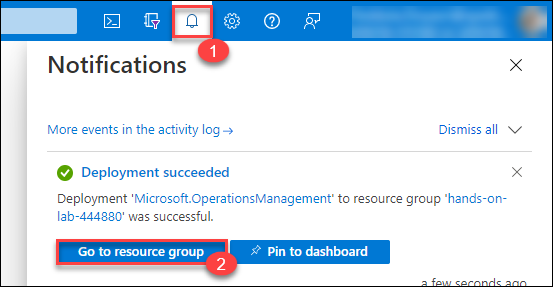 1
Notifications
More events in the activity log →
Dismiss all
Deployment succeeded
Deployment 'Microsoft.OperationsManagement' to resource group 'hands-on-
lab-444880' was successful.
Go to resource group
2
Pin to dashboard
a few seconds ago